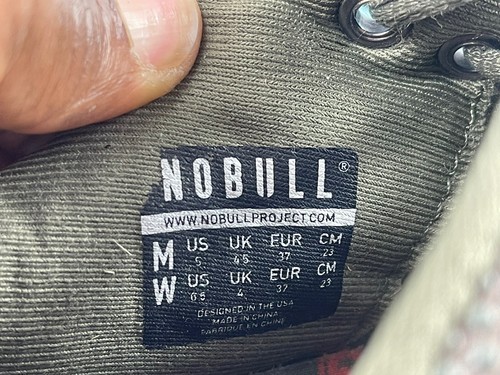 NOBULL®
WWW.NOBULLPROJECT.COM
M US UK EUR CM
5 4.5 37 23
W US UK EUR CM
6.5 4 37 23
DESIGNED IN THE USA
MADE IN CHINA
FABRIQUÉ EN CHINE